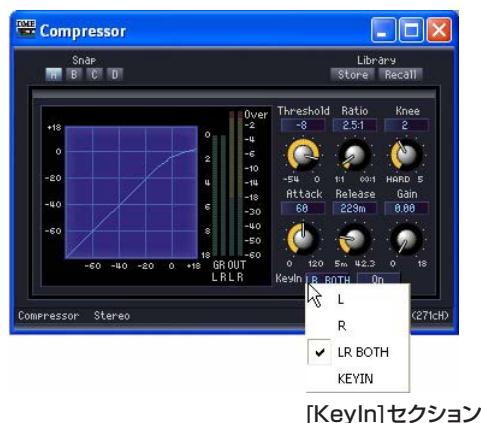 DME Compressor
Snap
Library
A B C D
Store Recall
Over
Threshold Ratio Knee
-8 2.5:1 2
-54 0 1:1 ∞:1 HARD 5
Attack Release Gain
60 229m 0.00
0 120 5m 42.3 0 18
+18
0
-20
-40
-60
-60 -40 -20 0 +18
0
2
4
6
8
18
-2
-4
-6
-10
-14
-18
-30
-40
-50
-60
GR OUT
L R L R
KeyIn LR BOTH On
L
R
LR BOTH
KEYIN
Compressor Stereo
(271cH)
[KeyIn]セクション